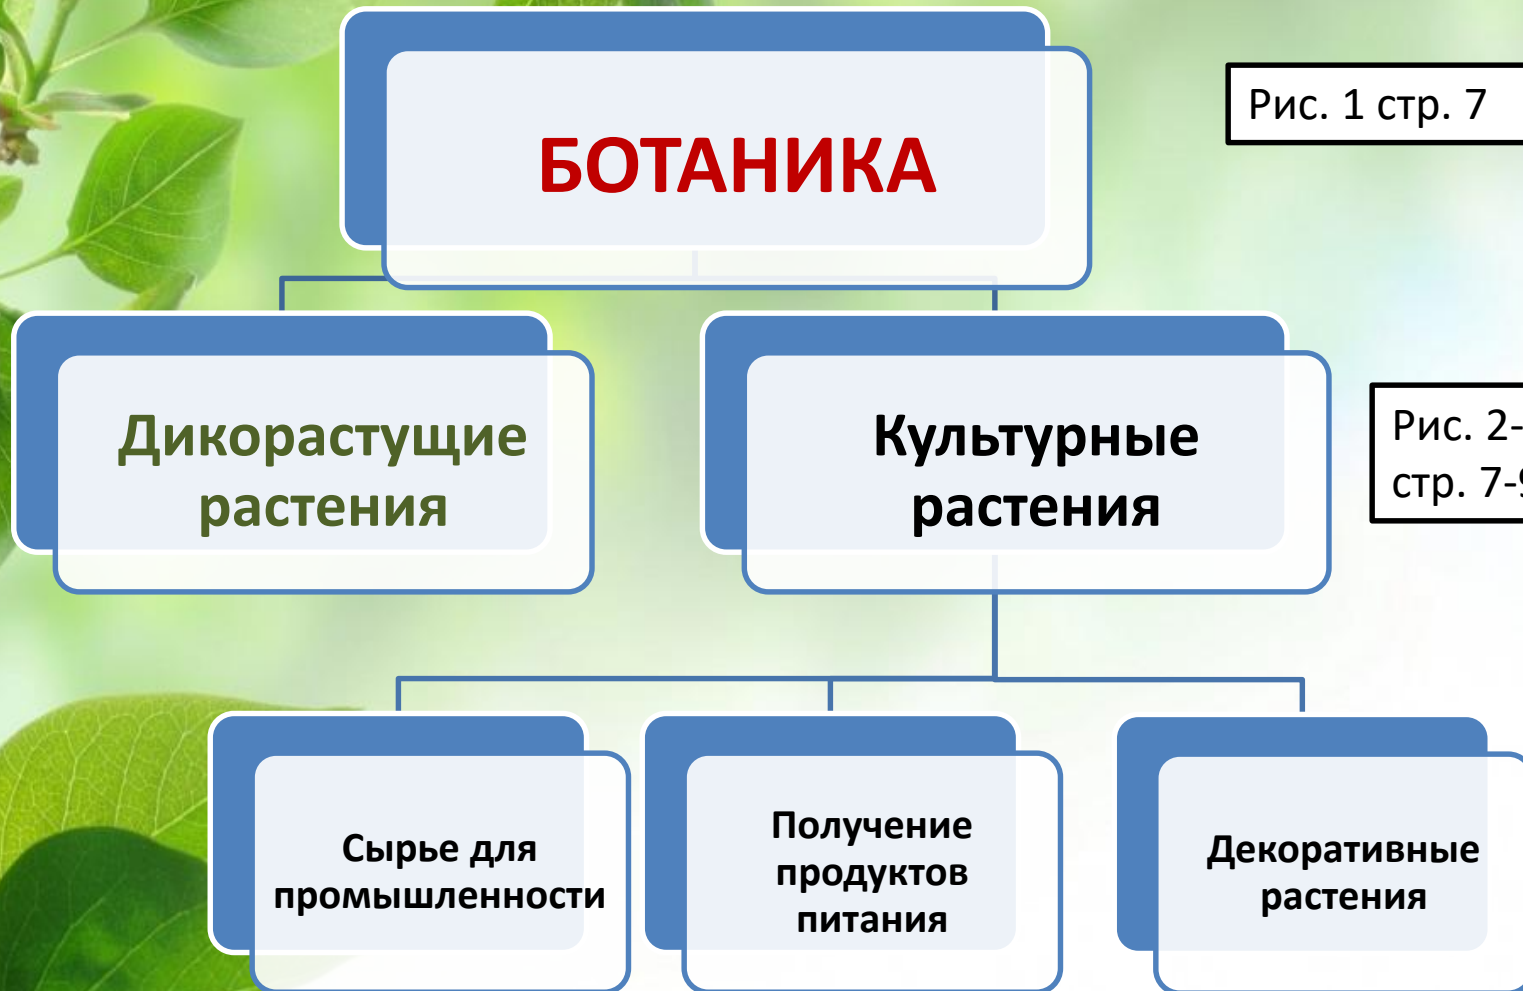 БОТАНИКА
Рис. 1 стр. 7
Дикорастущие
растения
Культурные
растения
Рис. 2-
стр. 7-9
Сырье для
промышленности
Получение
продуктов
питания
Декоративные
растения